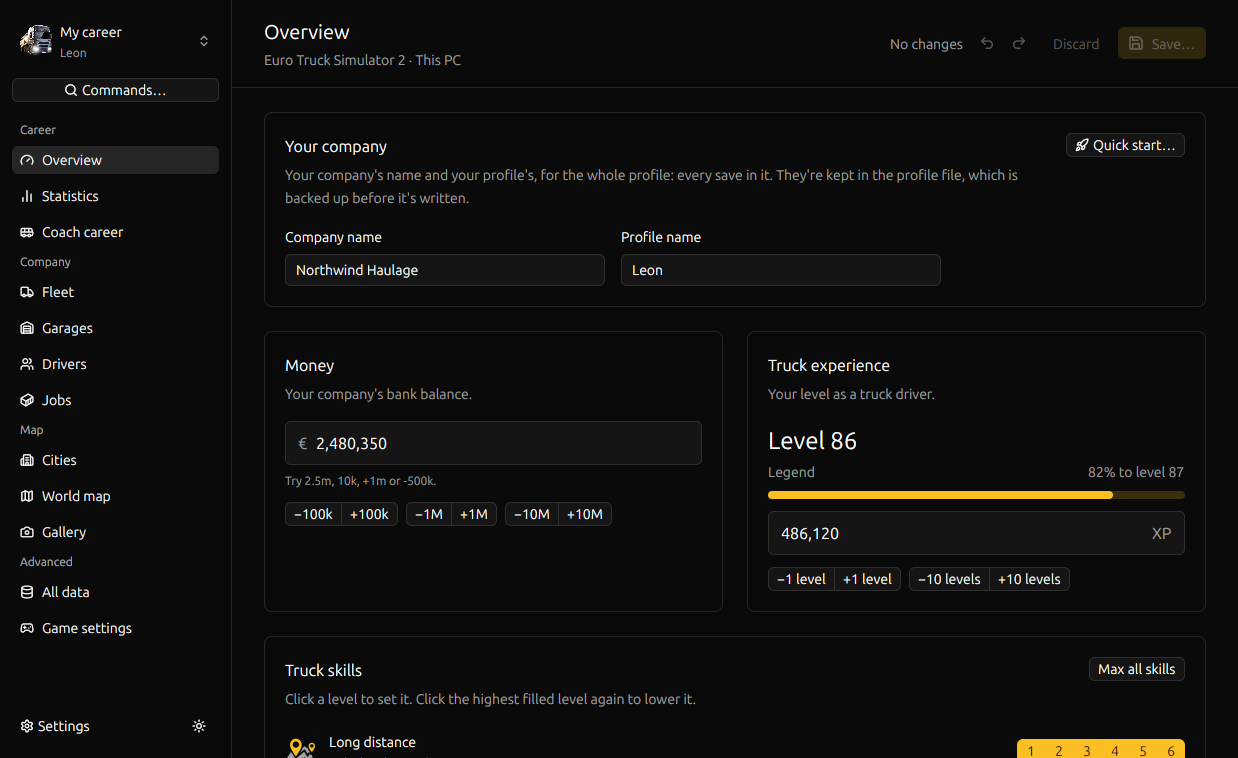 My career
Leon
Commands…
Career
Overview
Statistics
Coach career
Company
Fleet
Garages
Drivers
Jobs
Map
Cities
World map
Gallery
Advanced
All data
Game settings
Settings
Overview
Euro Truck Simulator 2 · This PC
No changes
Discard
Save…
Your company
Quick start…
Your company's name and your profile's, for the whole profile: every save in it. They're kept in the profile file, which is
backed up before it's written.
Company name
Profile name
Northwind Haulage
Leon
Money
Your company's bank balance.
€ 2,480,350
Try 2.5m, 10k, +1m or -500k.
−100k +100k −1M +1M −10M +10M
Truck experience
Your level as a truck driver.
Level 86
Legend
82% to level 87
486,120 XP
−1 level +1 level −10 levels +10 levels
Truck skills
Max all skills
Click a level to set it. Click the highest filled level again to lower it.
Long distance
1 2 3 4 5 6